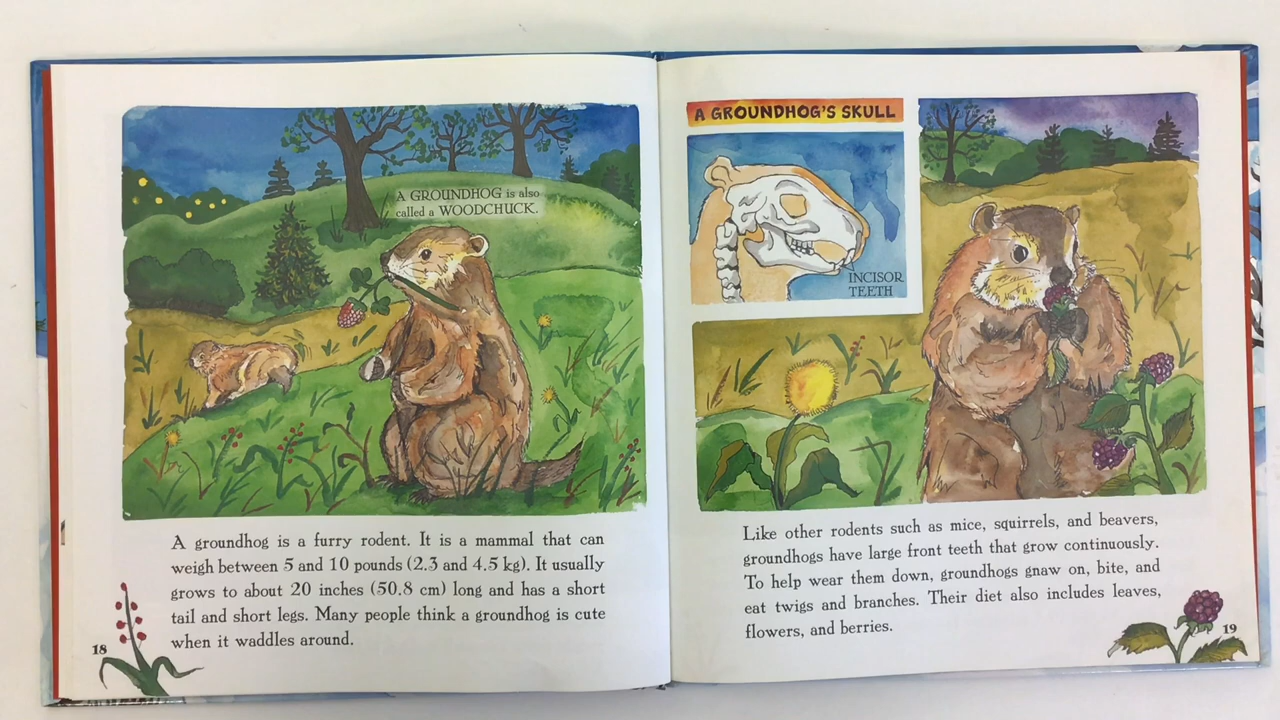 A GROUNDHOG is also
called a WOODCHUCK.
A groundhog is a furry rodent. It is a mammal that can
weigh between 5 and 10 pounds (2.3 and 4.5 kg). It usually
grows to about 20 inches (50.8 cm) long and has a short
tail and short legs. Many people think a groundhog is cute
when it waddles around.
18
A GROUNDHOG'S SKULL
INCISOR
TEETH
Like other rodents such as mice, squirrels, and beavers,
groundhogs have large front teeth that grow continuously.
To help wear them down, groundhogs gnaw on, bite, and
eat twigs and branches. Their diet also includes leaves,
flowers, and berries.
19